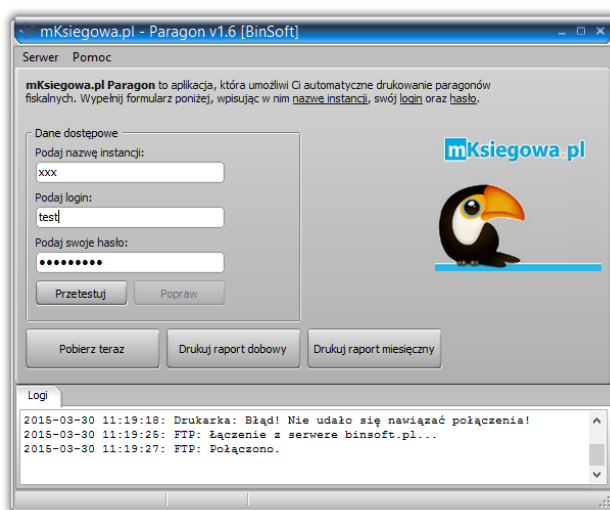 mKsiegowa.pl - Paragon v1.6 [BinSoft]
Serwer Pomoc
mKsiegowa.pl Paragon to aplikacja, która umożliwi Ci automatyczne drukowanie paragonów
fiskalnych. Wypełnij formularz poniżej, wpisując w nim nazwę instancji, swój login oraz hasło.
Dane dostępowe
Podaj nazwę instancji:
xxx
Podaj login:
test
Podaj swoje hasło:
•••••••••
Przetestuj Popraw
mKsiegowa.pl
Pobierz teraz Drukuj raport dobowy Drukuj raport miesięczny
Logi
2015-03-30 11:19:18: Drukarka: Błąd! Nie udało się nawiązać połączenia!
2015-03-30 11:19:25: FTP: Łączenie z serwere binsoft.pl...
2015-03-30 11:19:27: FTP: Połączono.